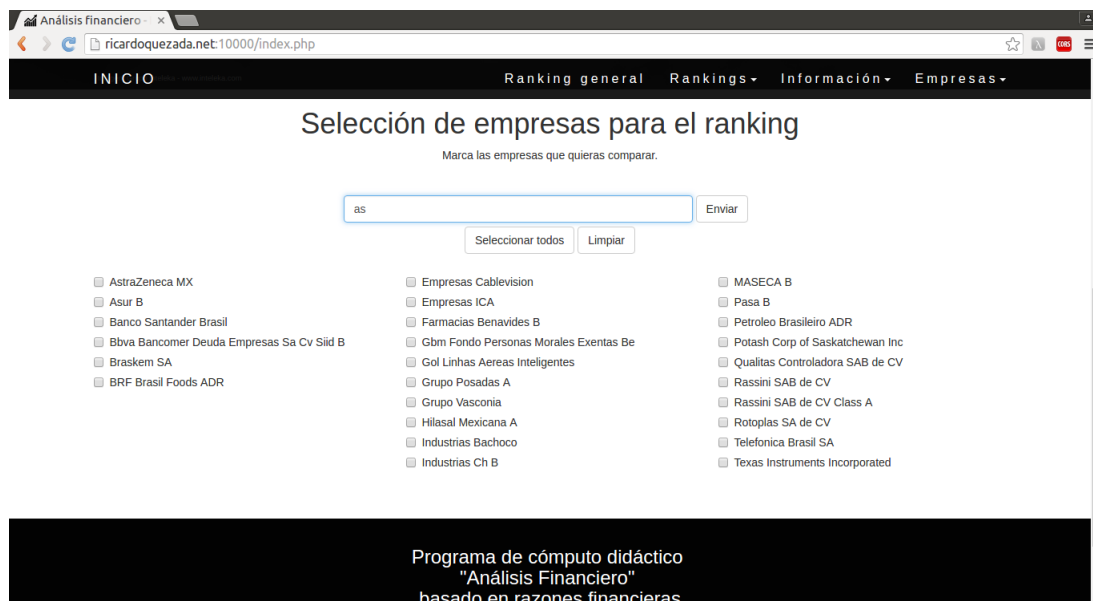 Análisis financiero -
ricardoquezada.net:10000/index.php
CORS
INICIO
Ranking general Rankings Información Empresas
Selección de empresas para el ranking
Marca las empresas que quieras comparar.
as
Enviar
Seleccionar todos Limpiar
AstraZeneca MX
Asur B
Banco Santander Brasil
Bbva Bancomer Deuda Empresas Sa Cv Siid B
Braskem SA
BRF Brasil Foods ADR
Empresas Cablevision
Empresas ICA
Farmacias Benavides B
Gbm Fondo Personas Morales Exentas Be
Gol Linhas Aereas Inteligentes
Grupo Posadas A
Grupo Vasconia
Hilasal Mexicana A
Industrias Bachoco
Industrias Ch B
MASECA B
Pasa B
Petroleo Brasileiro ADR
Potash Corp of Saskatchewan Inc
Qualitas Controladora SAB de CV
Rassini SAB de CV
Rassini SAB de CV Class A
Rotoplas SA de CV
Telefonica Brasil SA
Texas Instruments Incorporated
Programa de cómputo didáctico
"Análisis Financiero"
basado en razones financieras